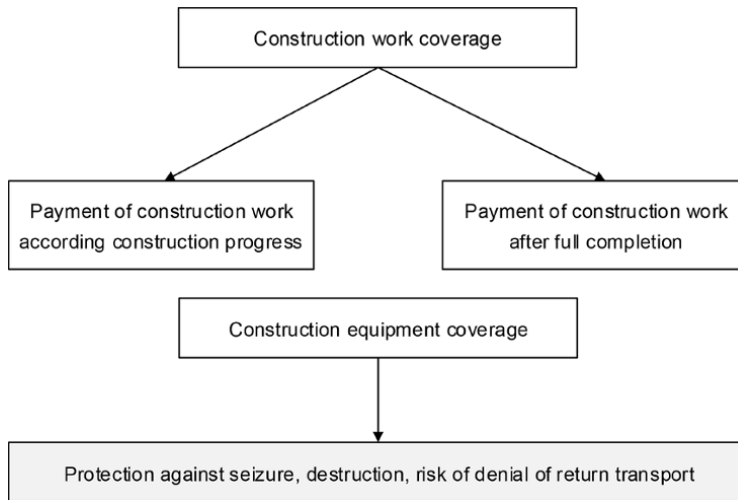 Construction work coverage
Payment of construction work
according construction progress
Payment of construction work
after full completion
Construction equipment coverage
Protection against seizure, destruction, risk of denial of return transport